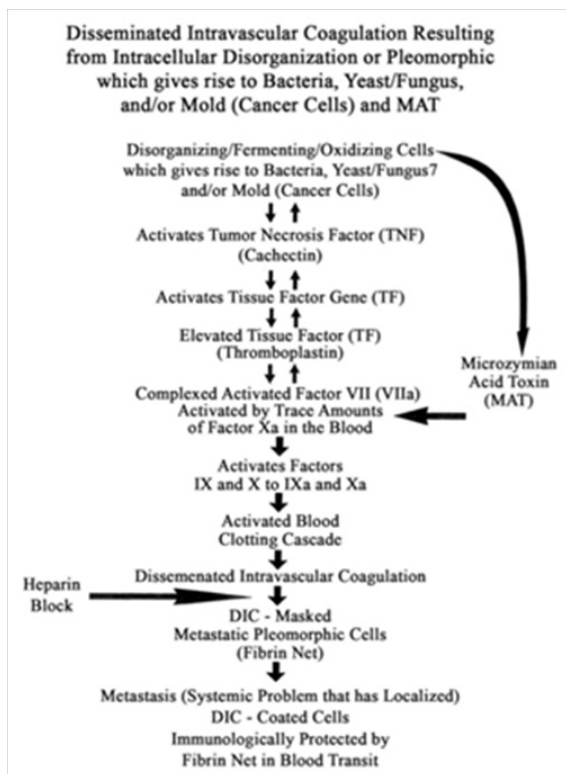 Disseminated Intravascular Coagulation Resulting
from Intracellular Disorganization or Pleomorphic
which gives rise to Bacteria, Yeast/Fungus,
and/or Mold (Cancer Cells) and MAT
Disorganizing/Fermenting/Oxidizing Cells
which gives rise to Bacteria, Yeast/Fungus7
and/or Mold (Cancer Cells)
Activates Tumor Necrosis Factor (TNF)
(Cachectin)
Activates Tissue Factor Gene (TF)
Elevated Tissue Factor (TF)
(Thromboplastin)
Microzymian
Acid Toxin
(MAT)
Complexed Activated Factor VII (VIIa)
Activated by Trace Amounts
of Factor Xa in the Blood
Activates Factors
IX and X to IXa and Xa
Activated Blood
Clotting Cascade
Dissemenated Intravascular Coagulation
Heparin
Block
DIC - Masked
Metastatic Pleomorphic Cells
(Fibrin Net)
Metastasis (Systemic Problem that has Localized)
DIC - Coated Cells
Immunologically Protected by
Fibrin Net in Blood Transit